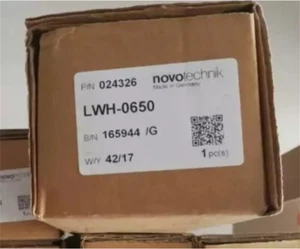 P/N 024326 novotechnik
Made in Germany
LWH-0650
B/N 165944 /G
W/Y 42/17
1 pc(s)